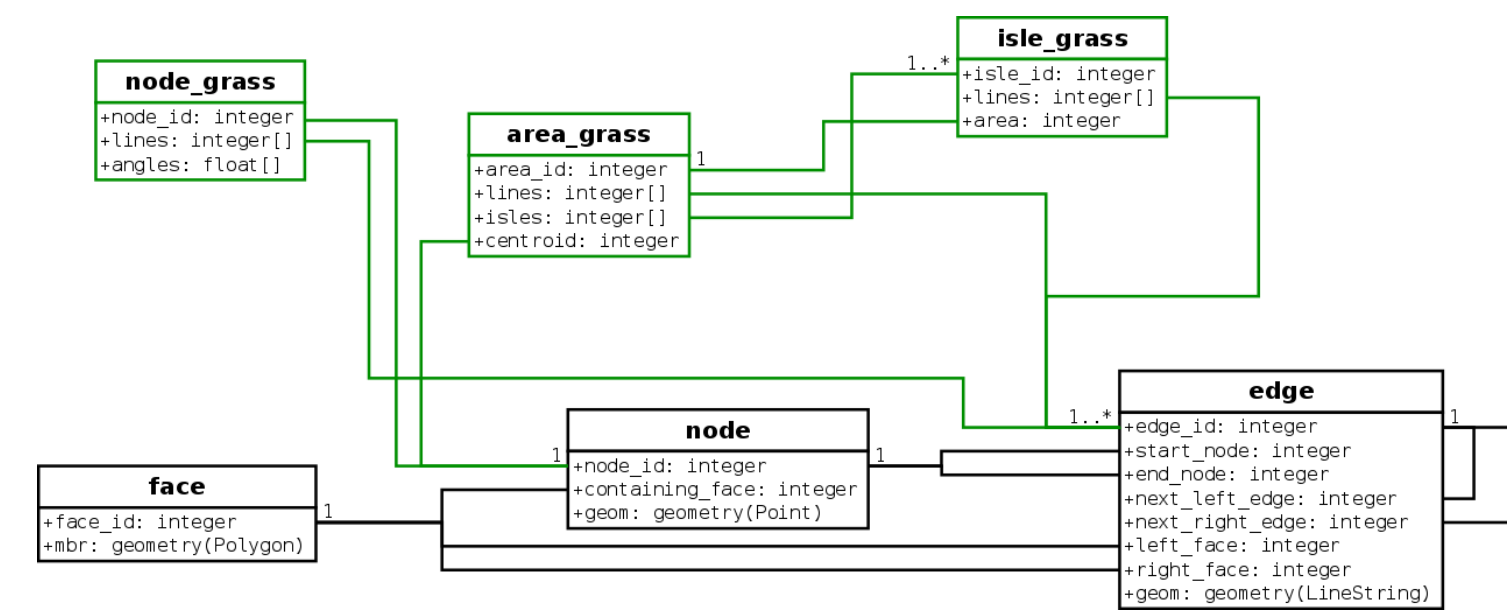 isle_grass
1..*
+isle_id: integer
+lines: integer[]
+area: integer
node_grass
+node_id: integer
+lines: integer[]
+angles: float[]
area_grass
1
+area_id: integer
+lines: integer[]
+isles: integer[]
+centroid: integer
edge
1..*
1
+edge_id: integer
+start_node: integer
+end_node: integer
+next_left_edge: integer
+next_right_edge: integer
+left_face: integer
+right_face: integer
+geom: geometry(LineString)
node
1
1
+node_id: integer
+containing_face: integer
+geom: geometry(Point)
face
1
+face_id: integer
+mbr: geometry(Polygon)